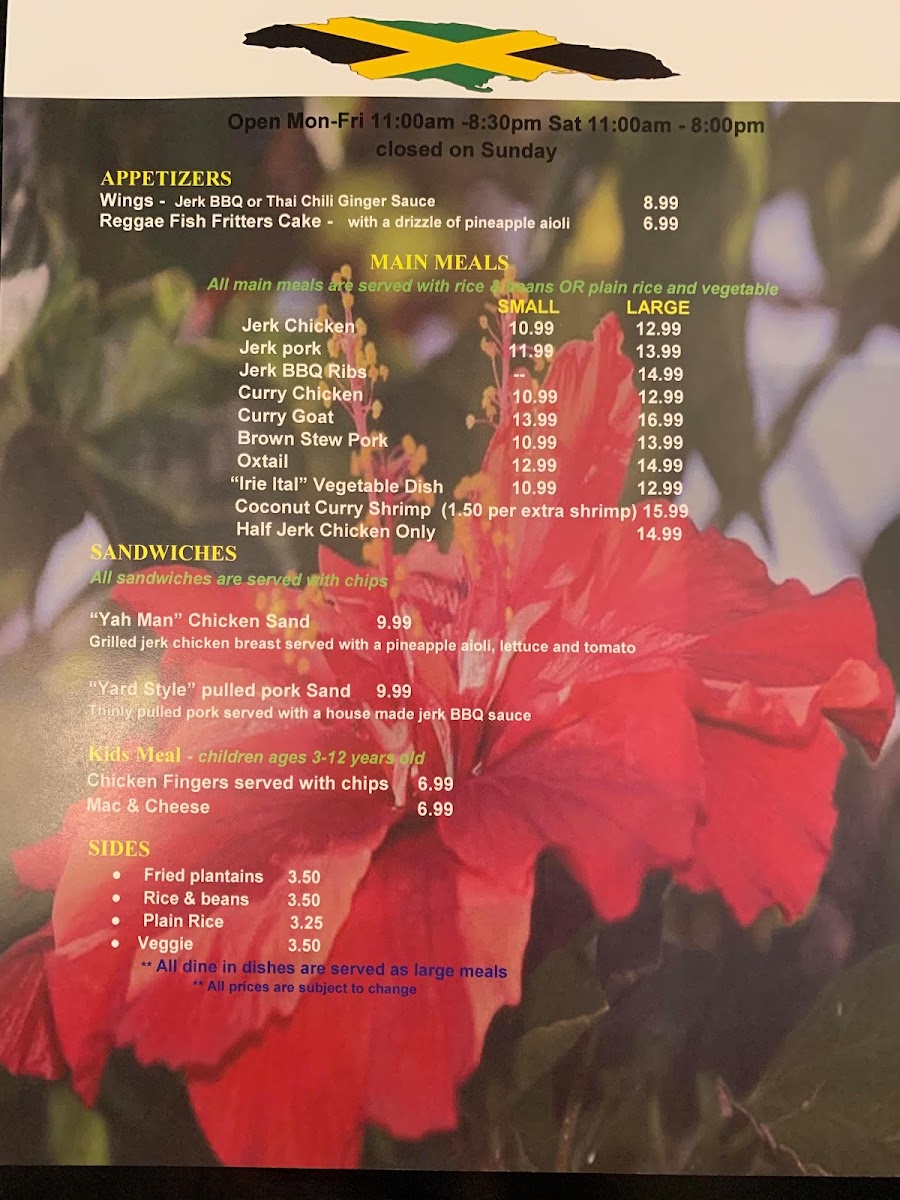 Open Mon-Fri 11:00am -8:30pm Sat 11:00am - 8:00pm
closed on Sunday
APPETIZERS
Wings - Jerk BBQ or Thai Chili Ginger Sauce 8.99
Reggae Fish Fritters Cake - with a drizzle of pineapple aioli 6.99
MAIN MEALS
All main meals are served with rice & beans OR plain rice and vegetable
SMALL LARGE
Jerk Chicken 10.99 12.99
Jerk pork 11.99 13.99
Jerk BBQ Ribs -- 14.99
Curry Chicken 10.99 12.99
Curry Goat 13.99 16.99
Brown Stew Pork 10.99 13.99
Oxtail 12.99 14.99
“Irie Ital” Vegetable Dish 10.99 12.99
Coconut Curry Shrimp (1.50 per extra shrimp) 15.99
Half Jerk Chicken Only 14.99
SANDWICHES
All sandwiches are served with chips
“Yah Man” Chicken Sand 9.99
Grilled jerk chicken breast served with a pineapple aioli, lettuce and tomato
“Yard Style” pulled pork Sand 9.99
Thinly pulled pork served with a house made jerk BBQ sauce
Kids Meal - children ages 3-12 years old
Chicken Fingers served with chips 6.99
Mac & Cheese 6.99
SIDES
• Fried plantains 3.50
• Rice & beans 3.50
• Plain Rice 3.25
• Veggie 3.50
** All dine in dishes are served as large meals
** All prices are subject to change